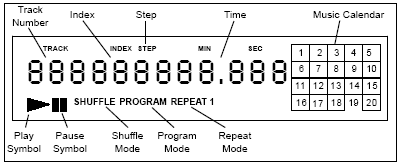 Track Number Index Step Time Music Calendar
TRACK INDEX STEP MIN SEC
888888888.888
1 2 3 4 5
6 7 8 9 10
11 12 13 14 15
16 17 18 19 20
SHUFFLE PROGRAM REPEAT 1
Play Symbol Pause Symbol Shuffle Mode Program Mode Repeat Mode